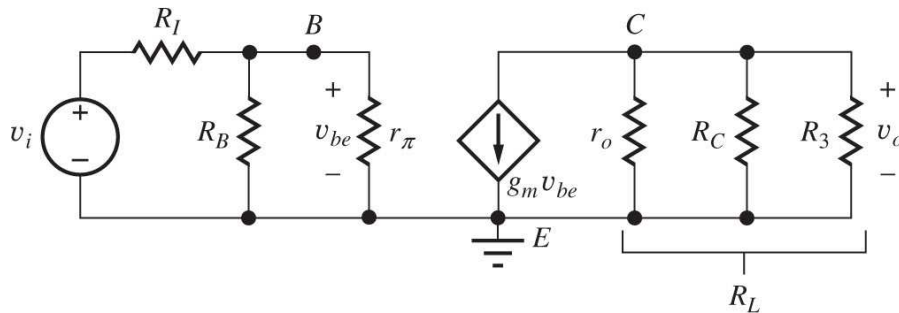 R_I
B
C
+
v_i
−
R_B
+
v_be
−
r_π
g_m v_be
r_o
R_C
R_3
+
v_o
−
E
R_L